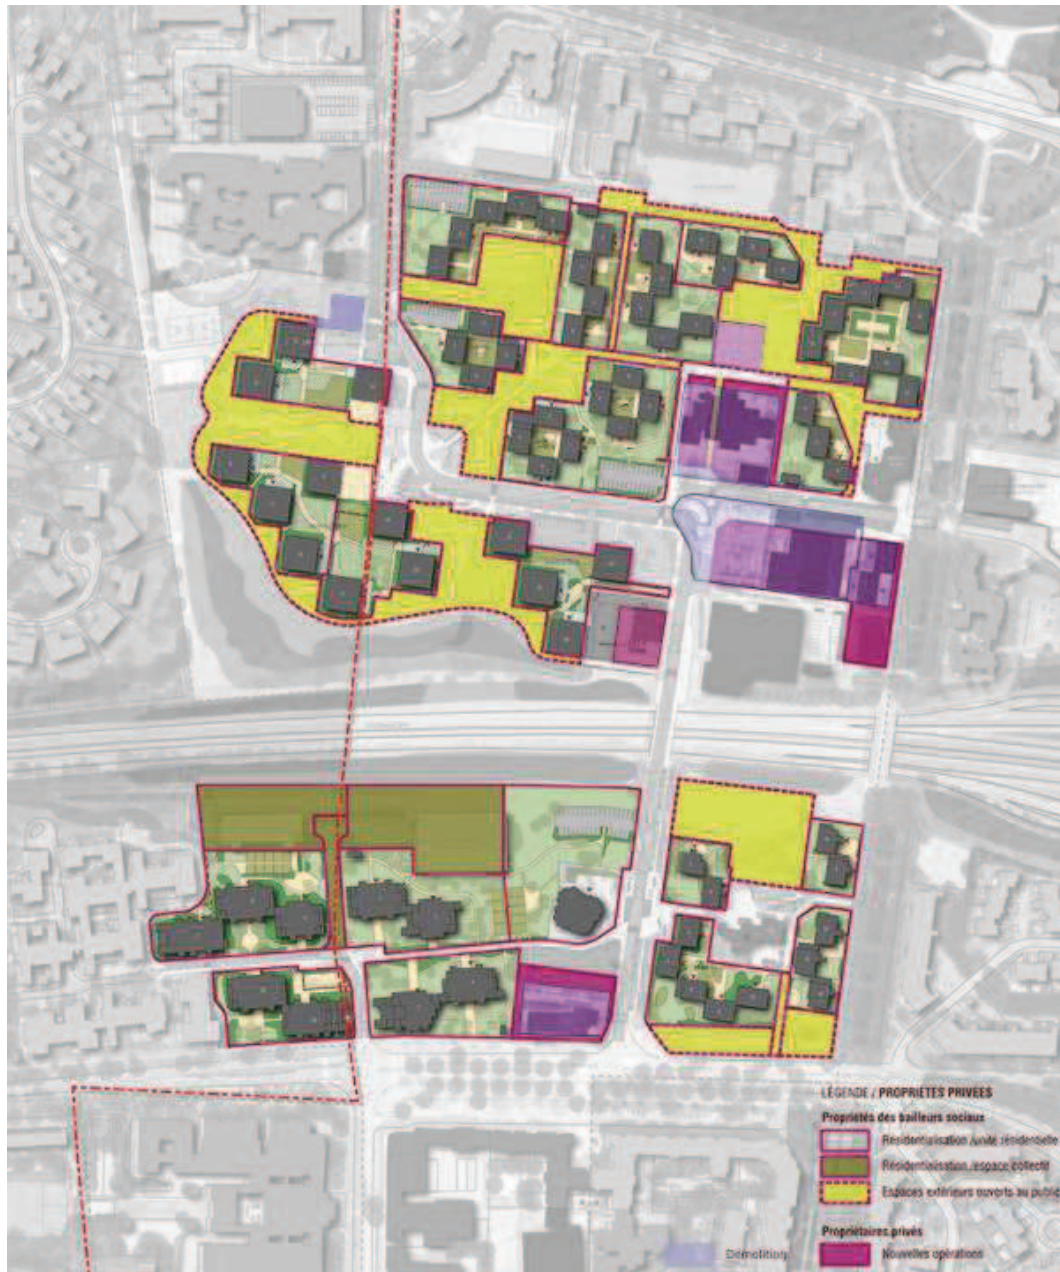 LÉGENDE / PROPRIÉTÉS PRIVÉES
Propriétés des bailleurs sociaux
Résidentialisation /unité résidentielle
Résidentialisation /espace collectif
Espaces extérieurs ouverts au public
Propriétaires privés
Démolition
Nouvelles opérations